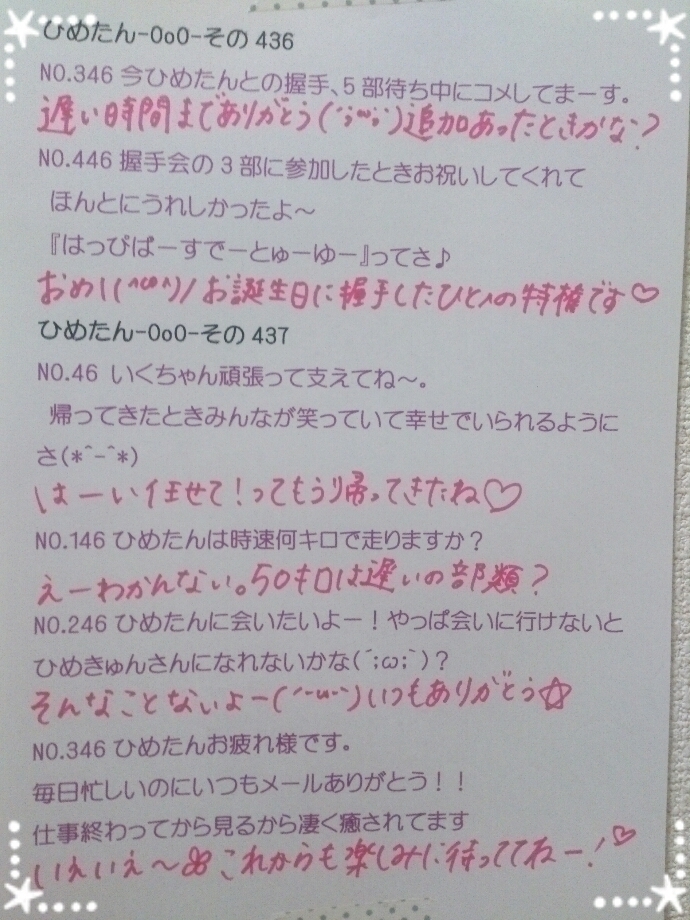 ひめたん-OoO-その 436
NO.346 今ひめたんとの握手、5 部待ち中にコメしてまーす。
遅い時間までありがとう(´;ω;`)追加あったときかな?
NO.446 握手会の 3 部に参加したときお祝いしてくれて
ほんとにうれしかったよ～
『はっぴばーすでーとゅーゆー』ってさ♪
おめ!(^ω^)/お誕生日に握手したひとへの特権です♡
ひめたん-OoO-その 437
NO.46 いくちゃん頑張って支えてね～。
帰ってきたときみんなが笑っていて幸せでいられるように
さ(*^-^*)
はーい任せて!ってもう帰ってきたね♡
NO.146 ひめたんは時速何キロで走りますか？
えーわかんない。50キロは遅いの部類?
NO.246 ひめたんに会いたいよー！やっぱ会いに行けないと
ひめきゅんさんになれないかな(´;ω;`)？
そんなことないよー(´･ω･`)いつもありがとう☆
NO.346 ひめたんお疲れ様です。
毎日忙しいのにいつもメールありがとう！！
仕事終わってから見るから凄く癒されてます
いえいえ～ꕤこれからも楽しみに待っててねー!♡